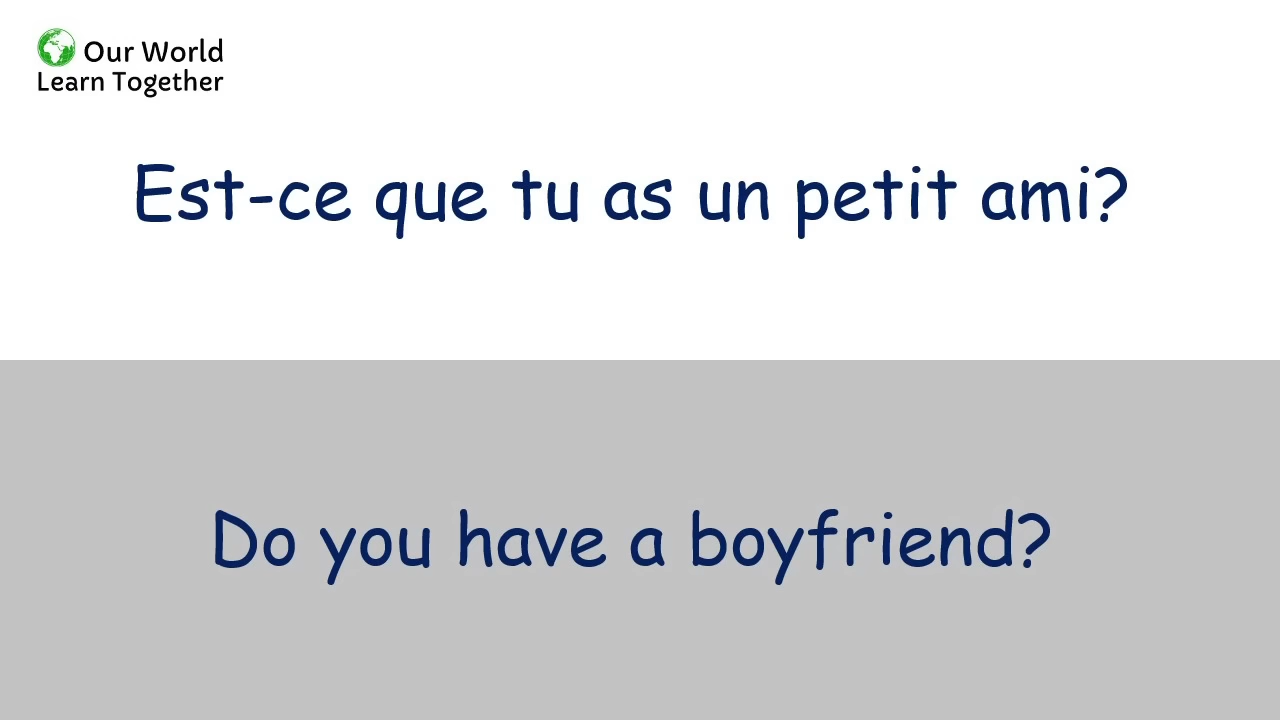 Our World
Learn Together
Est-ce que tu as un petit ami?
Do you have a boyfriend?